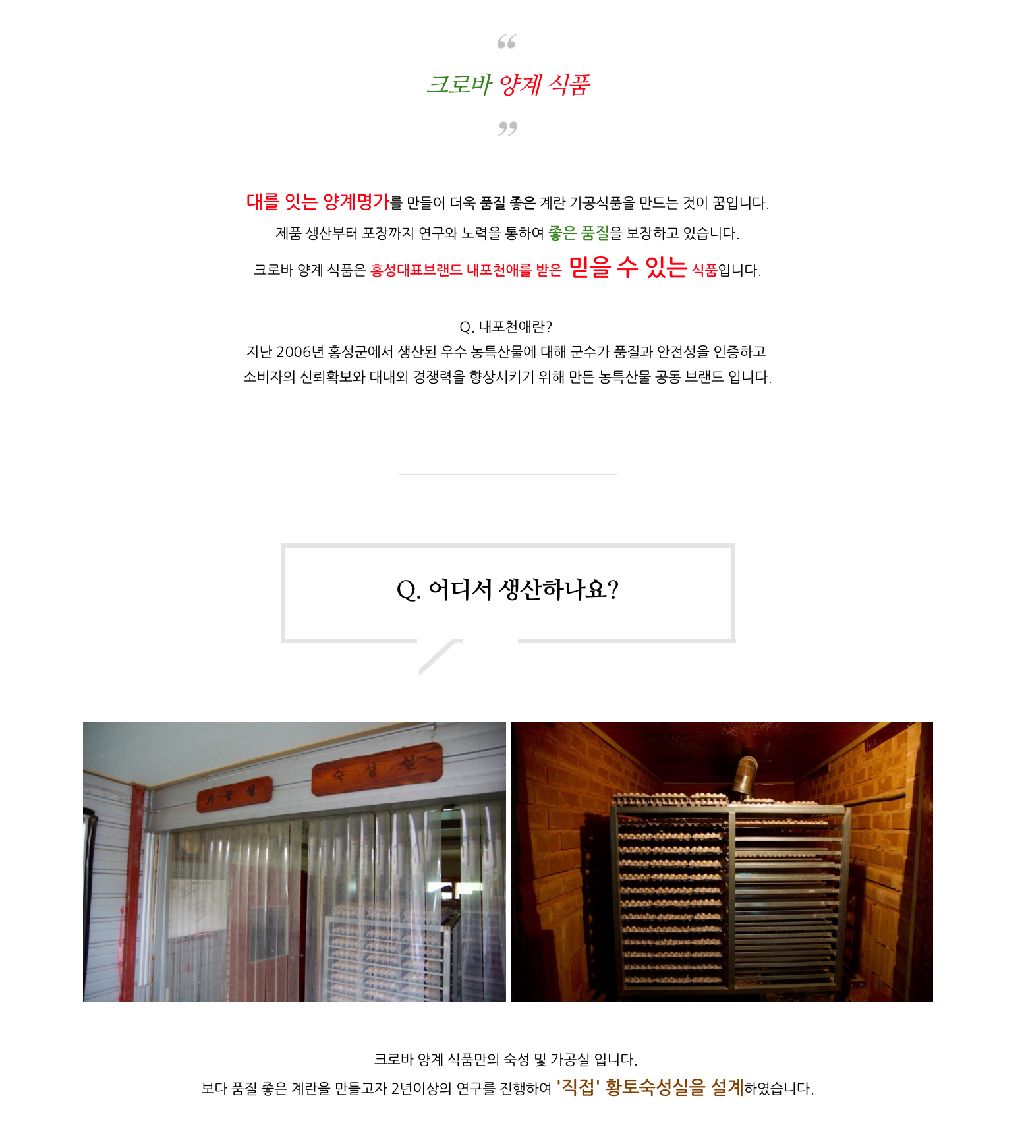 “
크로바 양계 식품
”
대를 잇는 양계명가를 만들어 더욱 품질 좋은 계란 가공식품을 만드는 것이 꿈입니다.
제품 생산부터 포장까지 연구와 노력을 통하여 좋은 품질을 보장하고 있습니다.
크로바 양계 식품은 홍성대표브랜드 내포천애를 받은 믿을 수 있는 식품입니다.
Q. 내포천애란?
지난 2006년 홍성군에서 생산된 우수 농특산물에 대해 군수가 품질과 안전성을 인증하고
소비자의 신뢰확보와 대내외 경쟁력을 향상시키기 위해 만든 농특산물 공동 브랜드 입니다.
Q. 어디서 생산하나요?
가공실
숙성실
크로바 양계 식품만의 숙성 및 가공실 입니다.
보다 품질 좋은 계란을 만들고자 2년이상의 연구를 진행하여 '직접' 황토숙성실을 설계하였습니다.